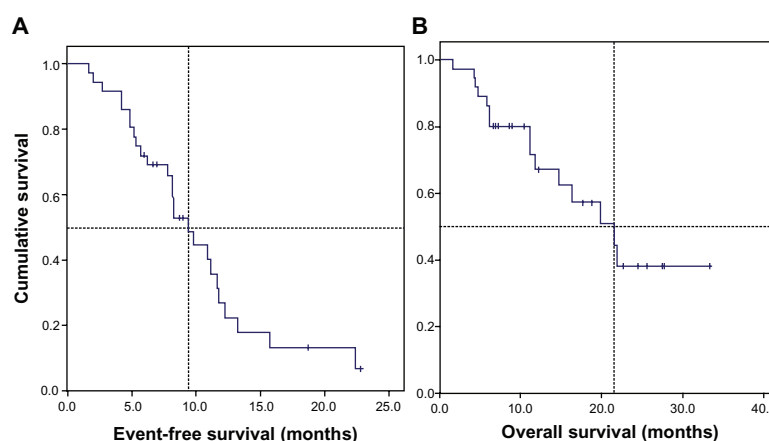 A
Cumulative survival
1.0
0.8
0.6
0.4
0.2
0.0
0.0 5.0 10.0 15.0 20.0 25.0
Event-free survival (months)
B
1.0
0.8
0.6
0.4
0.2
0.0
0.0 10.0 20.0 30.0 40.
Overall survival (months)